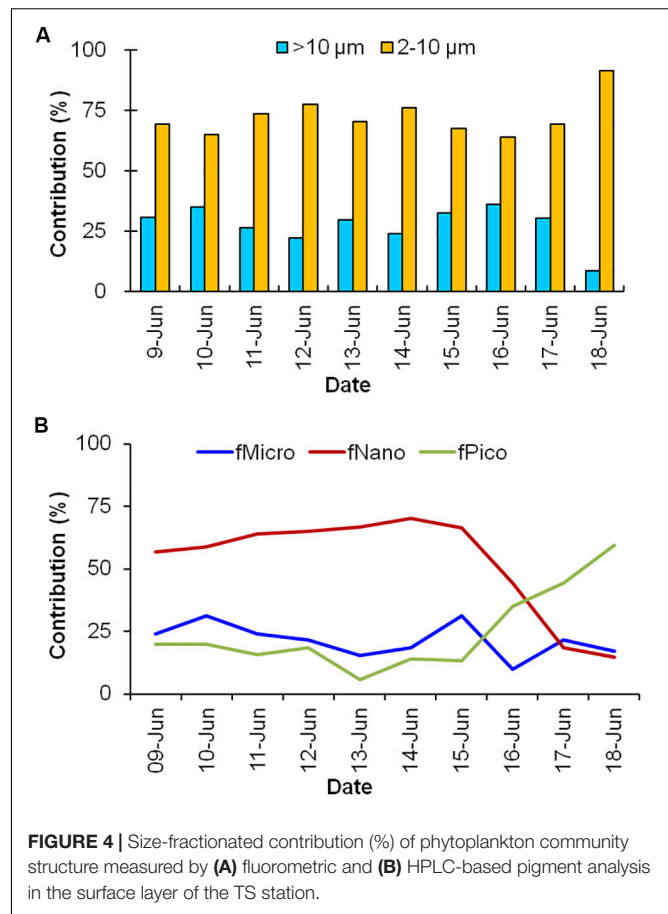 A
>10 µm 2-10 µm
Contribution (%)
100
75
50
25
0
9-Jun 10-Jun 11-Jun 12-Jun 13-Jun 14-Jun 15-Jun 16-Jun 17-Jun 18-Jun
Date
B
fMicro fNano fPico
Contribution (%)
100
75
50
25
0
09-Jun 10-Jun 11-Jun 12-Jun 13-Jun 14-Jun 15-Jun 16-Jun 17-Jun 18-Jun
Date
FIGURE 4 | Size-fractionated contribution (%) of phytoplankton community
structure measured by (A) fluorometric and (B) HPLC-based pigment analysis
in the surface layer of the TS station.